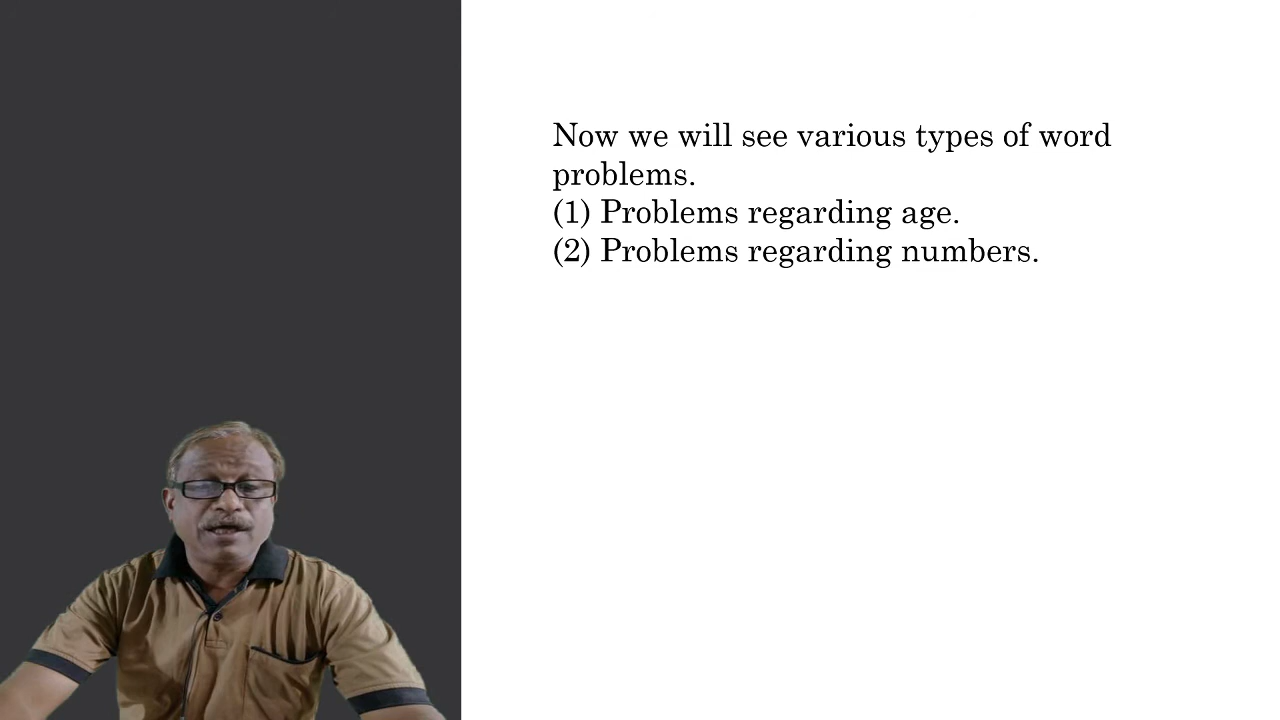 Now we will see various types of word
problems.
(1) Problems regarding age.
(2) Problems regarding numbers.